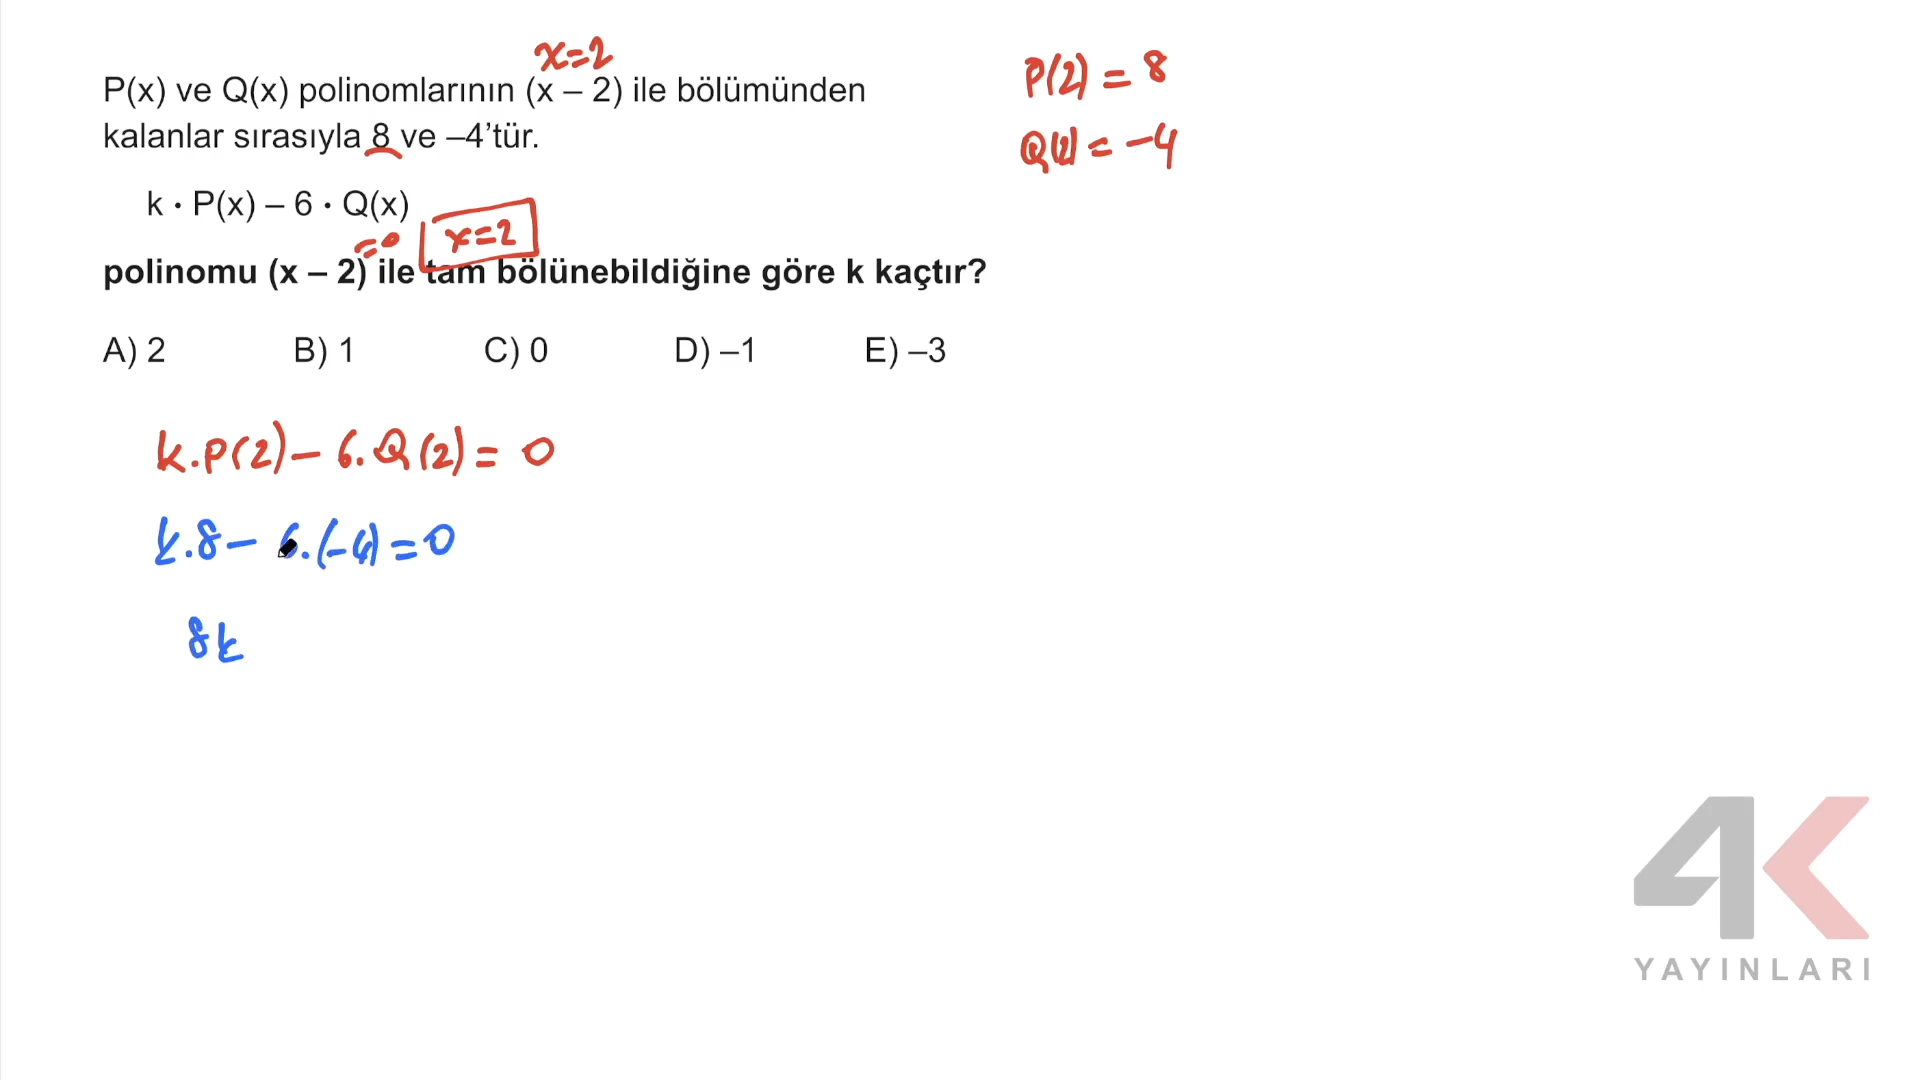 x=2
P(x) ve Q(x) polinomlarının (x – 2) ile bölümünden
kalanlar sırasıyla 8 ve –4’tür.
k · P(x) – 6 · Q(x)
=0 x=2
polinomu (x – 2) ile tam bölünebildiğine göre k kaçtır?
A) 2 B) 1 C) 0 D) –1 E) –3
P(2) = 8
Q(2) = -4
k.P(2) - 6.Q(2) = 0
k.8 - 6.(-4) = 0
8k
4K
YAYINLARI